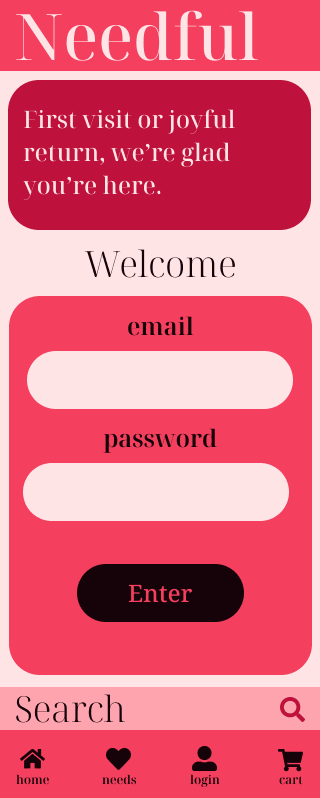 Needful
First visit or joyful
return, we’re glad
you’re here.
Welcome
email
password
Enter
Search
home needs login cart